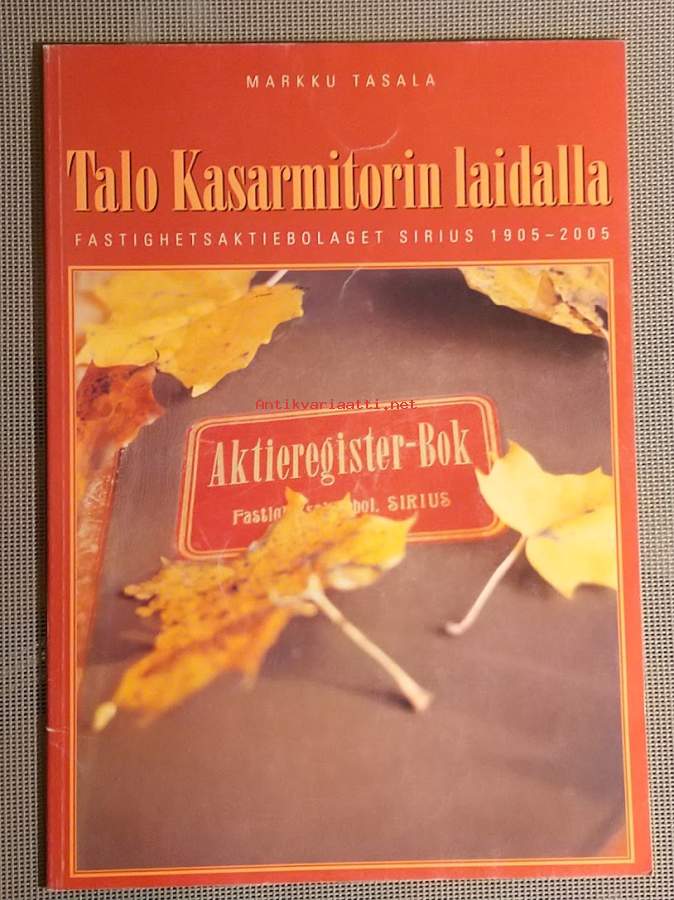 MARKKU TASALA
Talo Kasarmitorin laidalla
FASTIGHETSAKTIEBOLAGET SIRIUS 1905–2005
Antikvariaatti.net
Aktieregister-Bok
SIRIUS